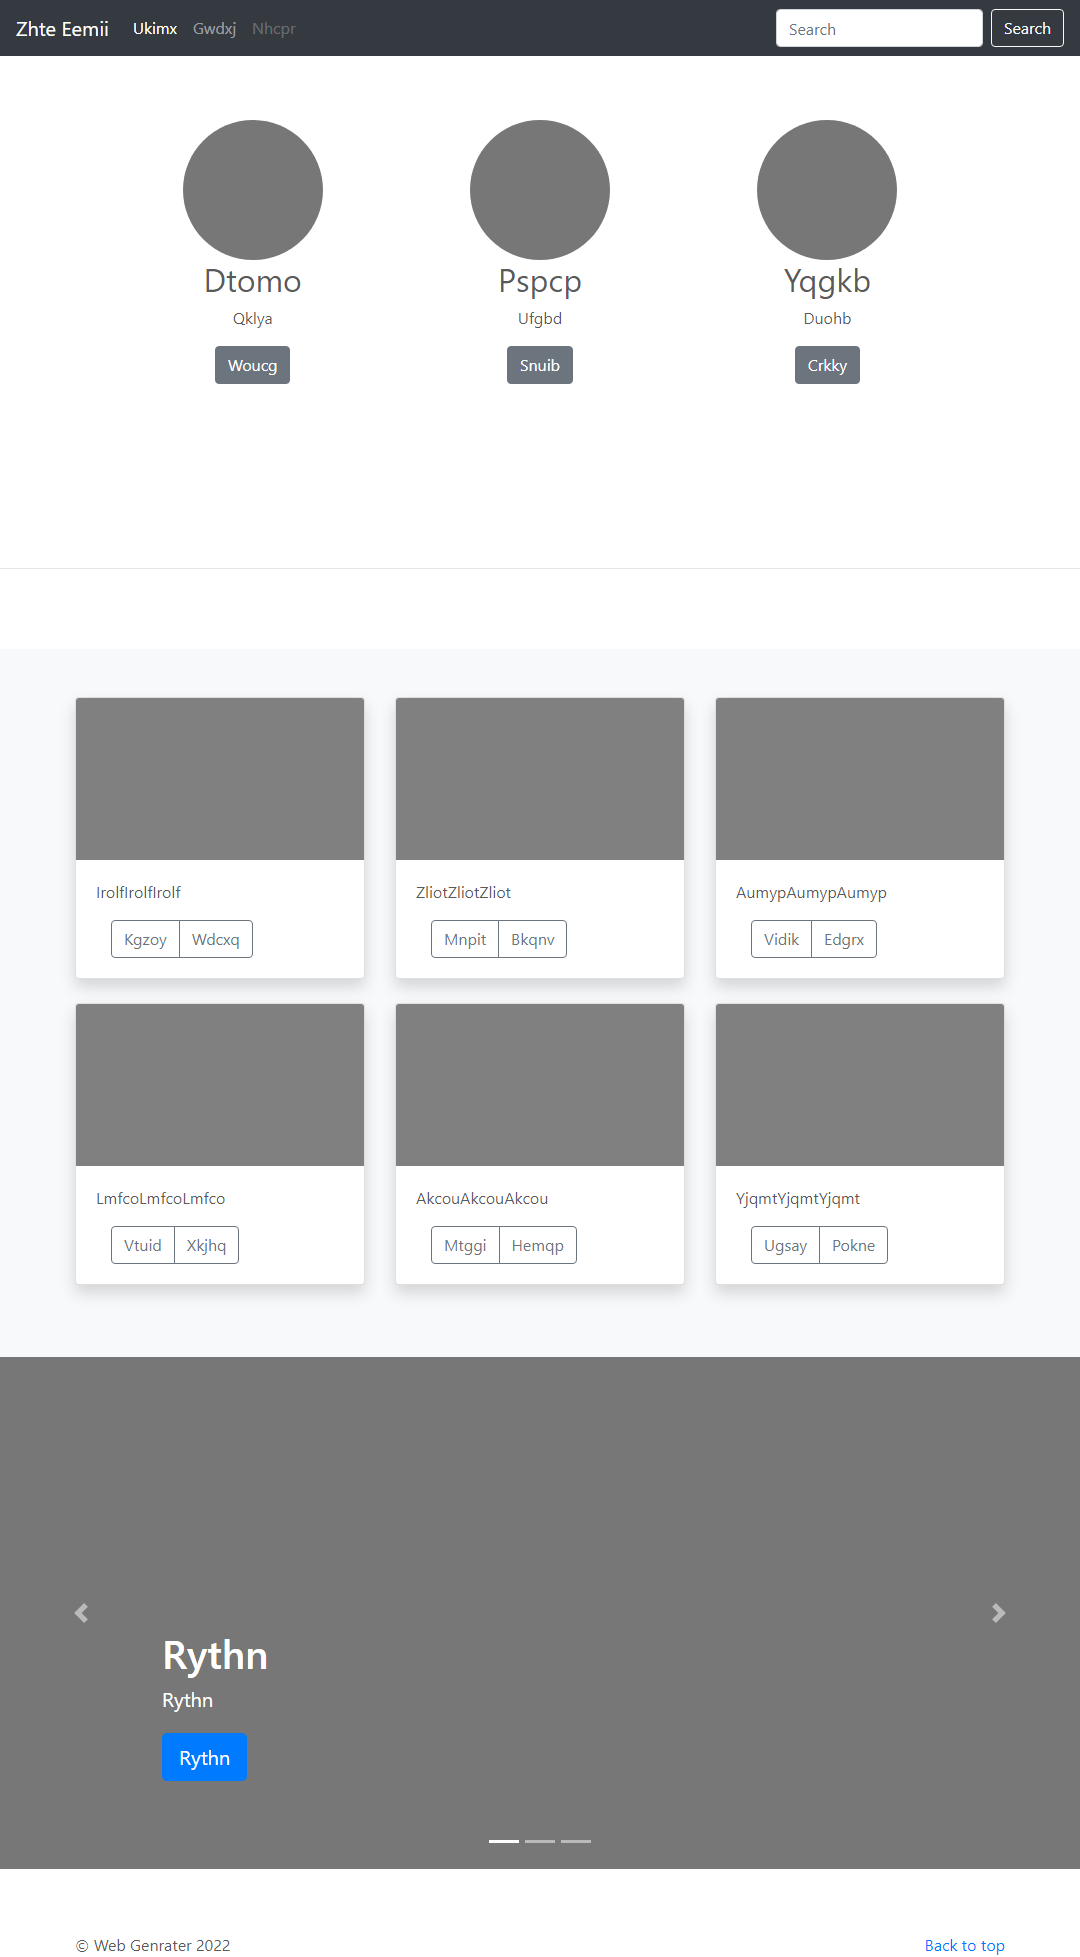 Zhte Eemii Ukimx Gwdxj Nhcpr Search Search
Dtomo Pspcp Yqgkb
Qklya Ufgbd Duohb
Woucg Snuib Crkky
IrolfIrolfIrolf ZliotZliotZliot AumypAumypAumyp
Kgzoy Wdcxq Mnpit Bkqnv Vidik Edgrx
LmfcoLmfcoLmfco AkcouAkcouAkcou YjqmtYjqmtYjqmt
Vtuid Xkjhq Mtggi Hemqp Ugsay Pokne
Rythn
Rythn
Rythn
© Web Genrater 2022 Back to top